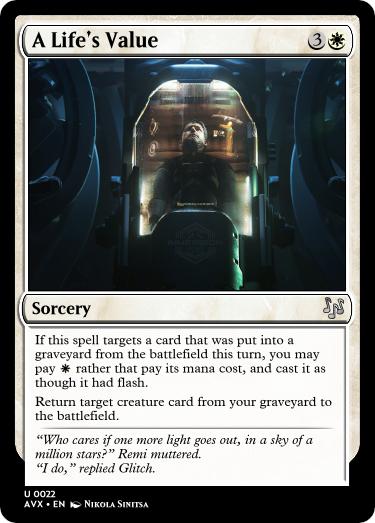 A Life's Value
3
Sorcery
If this spell targets a card that was put into a
graveyard from the battlefield this turn, you may
pay rather that pay its mana cost, and cast it as
though it had flash.
Return target creature card from your graveyard to
the battlefield.
“Who cares if one more light goes out, in a sky of
a million stars?” Remi muttered.
“I do,” replied Glitch.
U 0022
AVX • EN Nikola Sinitsa